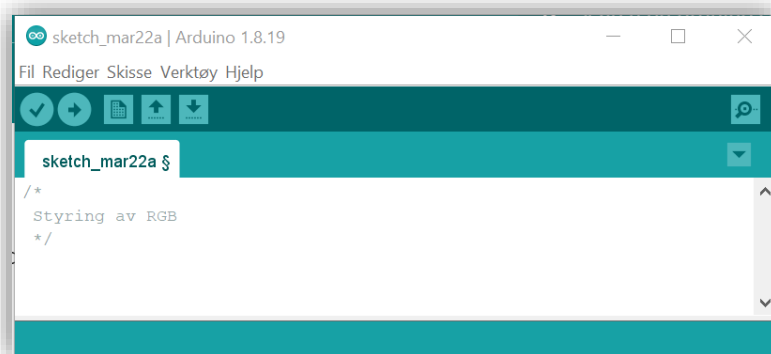 sketch_mar22a | Arduino 1.8.19
Fil Rediger Skisse Verktøy Hjelp
sketch_mar22a §
/*
Styring av RGB
*/